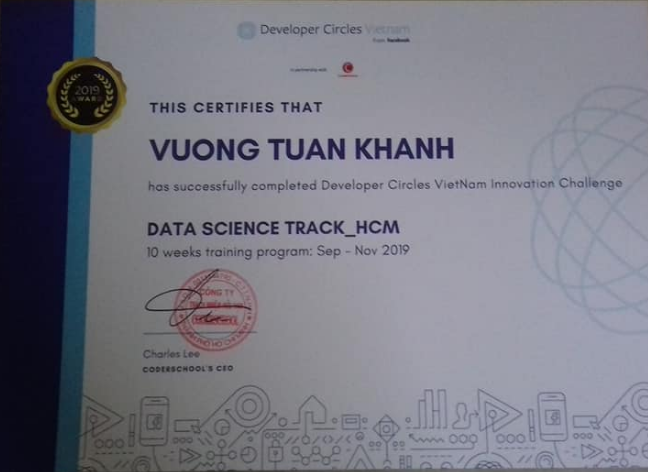 Developer Circles Vietnam
from facebook
In partnership with
2019
AWARD
THIS CERTIFIES THAT
VUONG TUAN KHANH
has successfully completed Developer Circles VietNam Innovation Challenge
DATA SCIENCE TRACK_HCM
10 weeks training program: Sep - Nov 2019
CÔNG TY
Charles Lee
CODERSCHOOL'S CEO